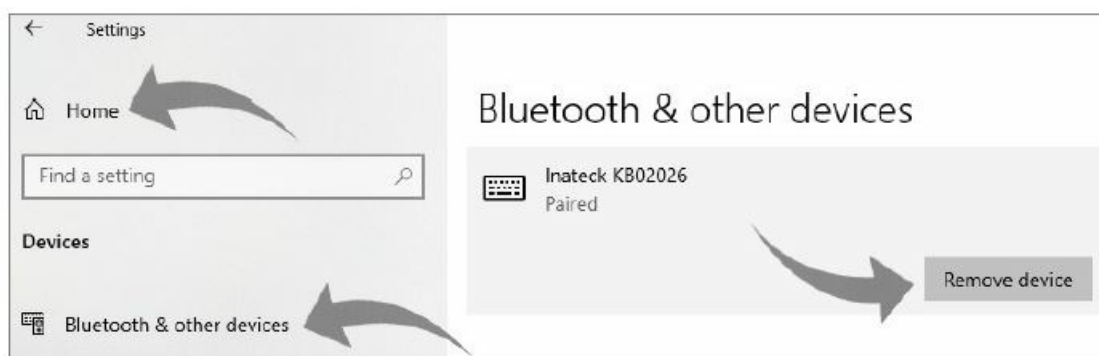 Settings
Home
Find a setting
Devices
Bluetooth & other devices
Bluetooth & other devices
Inateck KB02026
Paired
Remove device